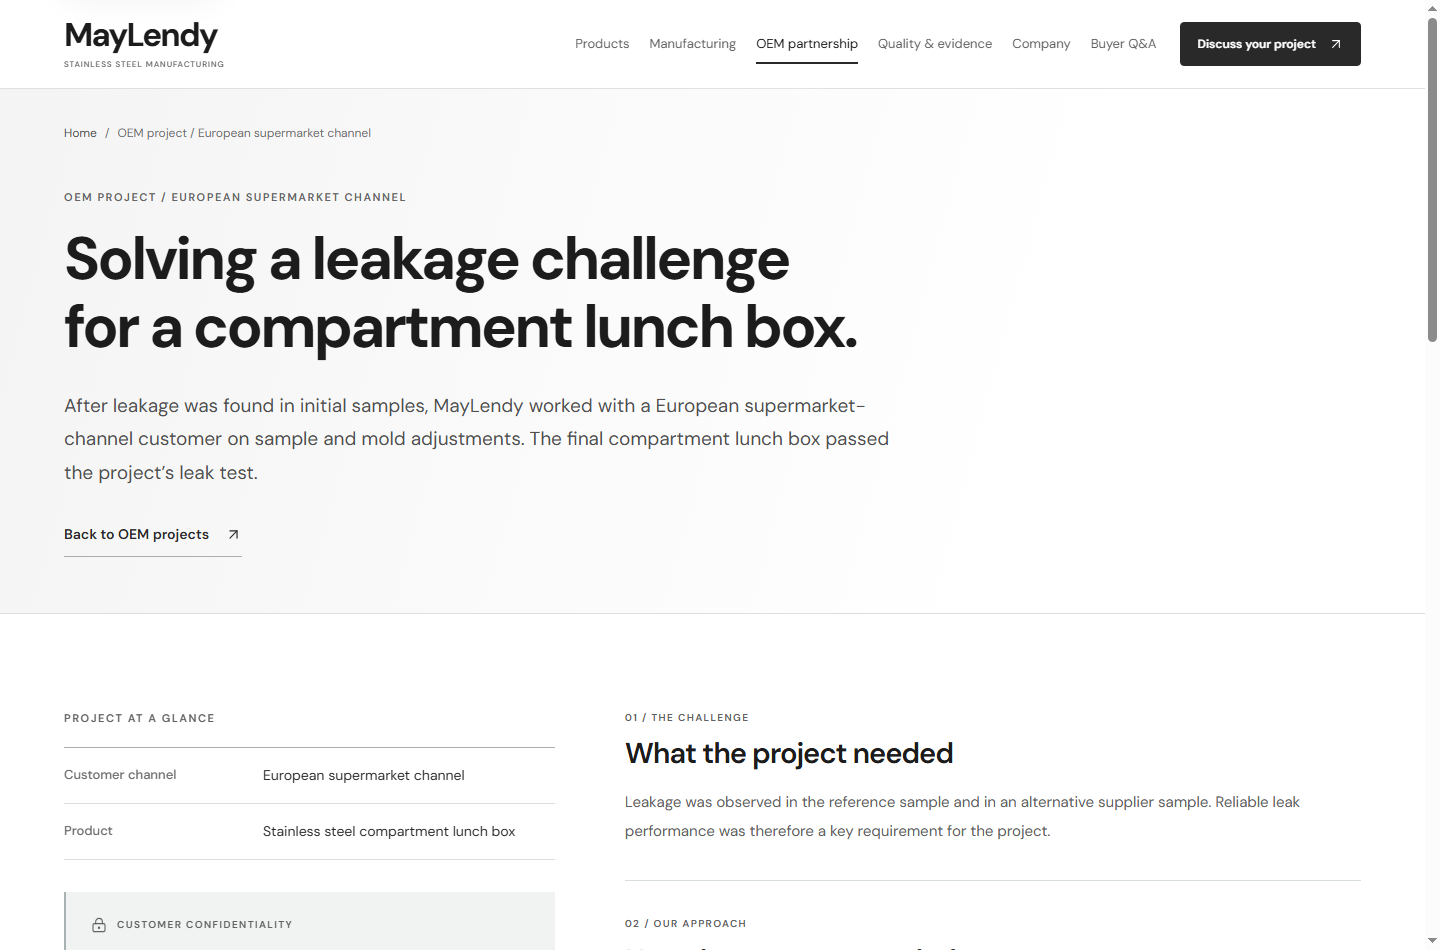 MayLendy
STAINLESS STEEL MANUFACTURING
Products
Manufacturing
OEM partnership
Quality & evidence
Company
Buyer Q&A
Discuss your project
Home / OEM project / European supermarket channel
OEM PROJECT / EUROPEAN SUPERMARKET CHANNEL
Solving a leakage challenge
for a compartment lunch box.
After leakage was found in initial samples, MayLendy worked with a European supermarket-
channel customer on sample and mold adjustments. The final compartment lunch box passed
the project’s leak test.
Back to OEM projects
PROJECT AT A GLANCE
Customer channel
European supermarket channel
Product
Stainless steel compartment lunch box
CUSTOMER CONFIDENTIALITY
01 / THE CHALLENGE
What the project needed
Leakage was observed in the reference sample and in an alternative supplier sample. Reliable leak
performance was therefore a key requirement for the project.
02 / OUR APPROACH